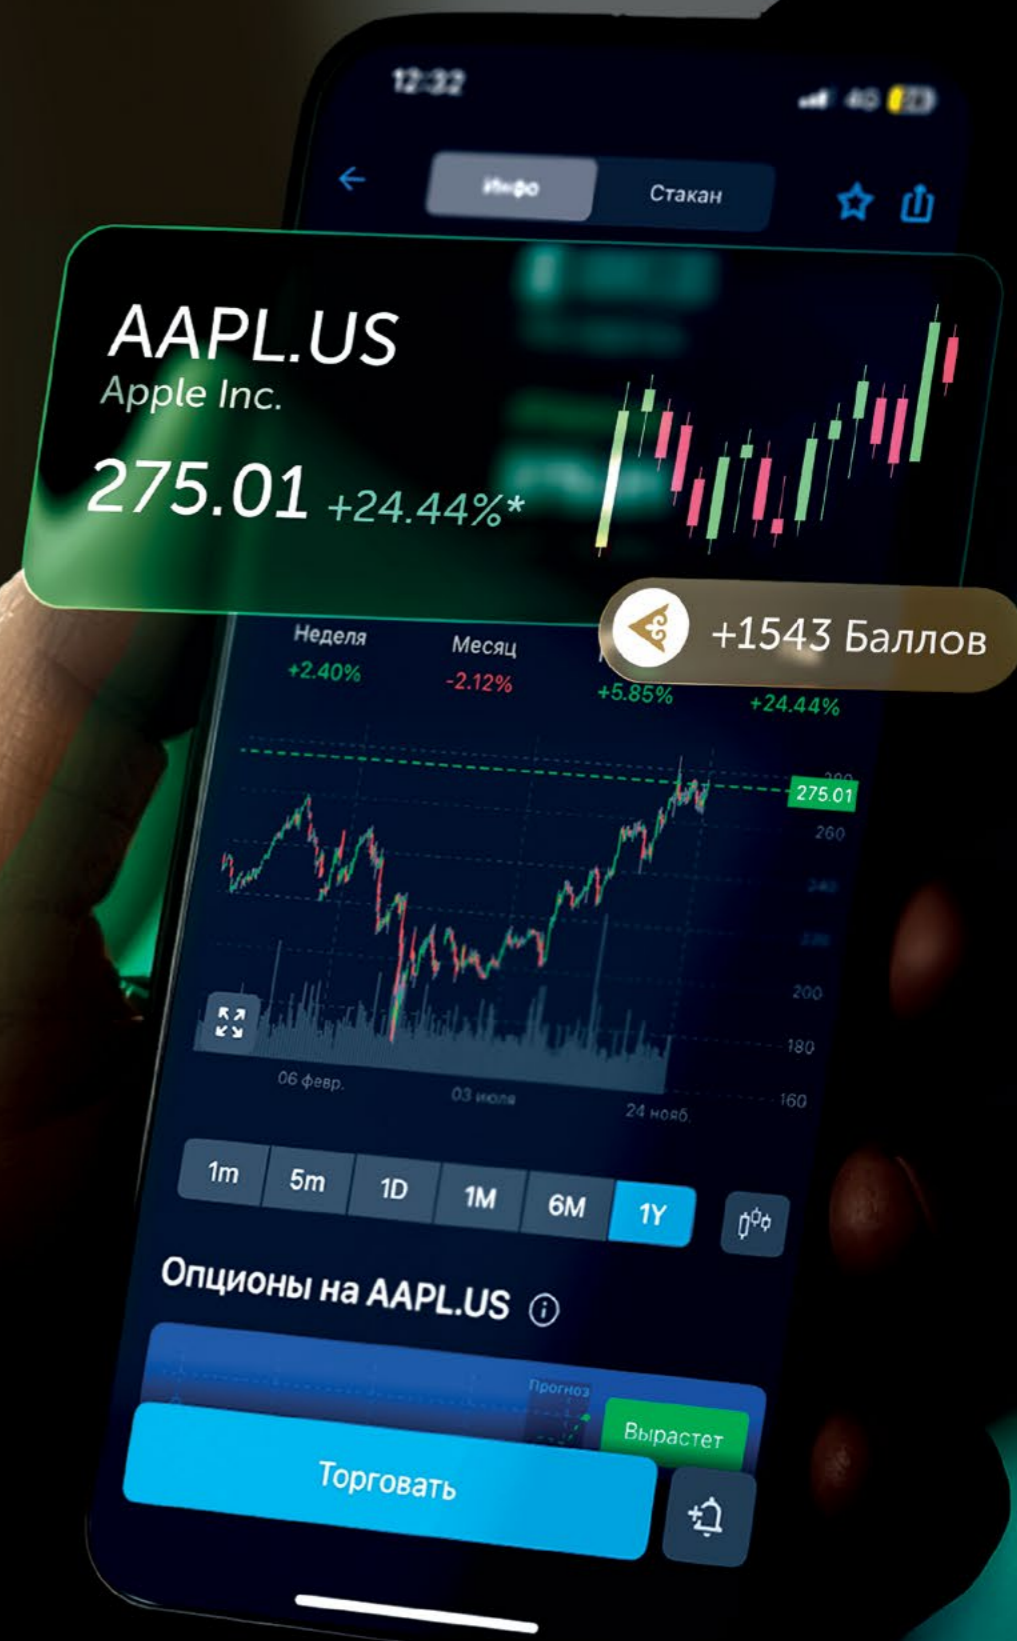 12:32
4G
Инфо
Стакан
AAPL.US
Apple Inc.
275.01 +24.44%*
+1543 Баллов
Неделя
Месяц
+2.40%
-2.12%
+5.85%
+24.44%
275.01
260
240
200
180
160
06 февр.
03 июля
24 нояб.
1m 5m 1D 1M 6M 1Y
Опционы на AAPL.US
Прогноз
Вырастет
Торговать